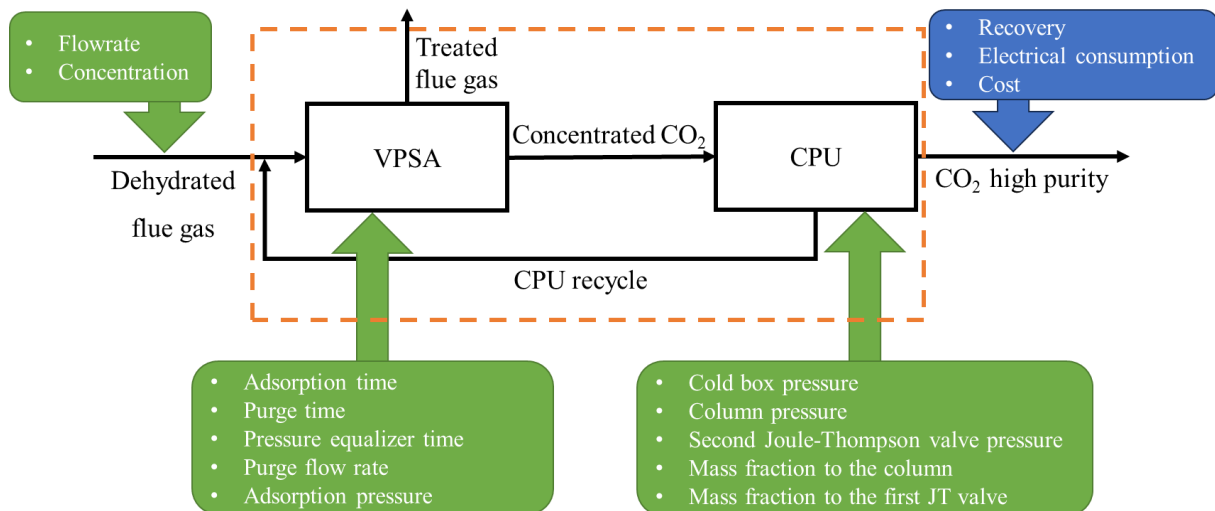 • Flowrate
• Concentration
Treated
flue gas
• Recovery
• Electrical consumption
• Cost
VPSA
Concentrated CO₂
CPU
Dehydrated
flue gas
CO₂ high purity
CPU recycle
• Adsorption time
• Purge time
• Pressure equalizer time
• Purge flow rate
• Adsorption pressure
• Cold box pressure
• Column pressure
• Second Joule-Thompson valve pressure
• Mass fraction to the column
• Mass fraction to the first JT valve